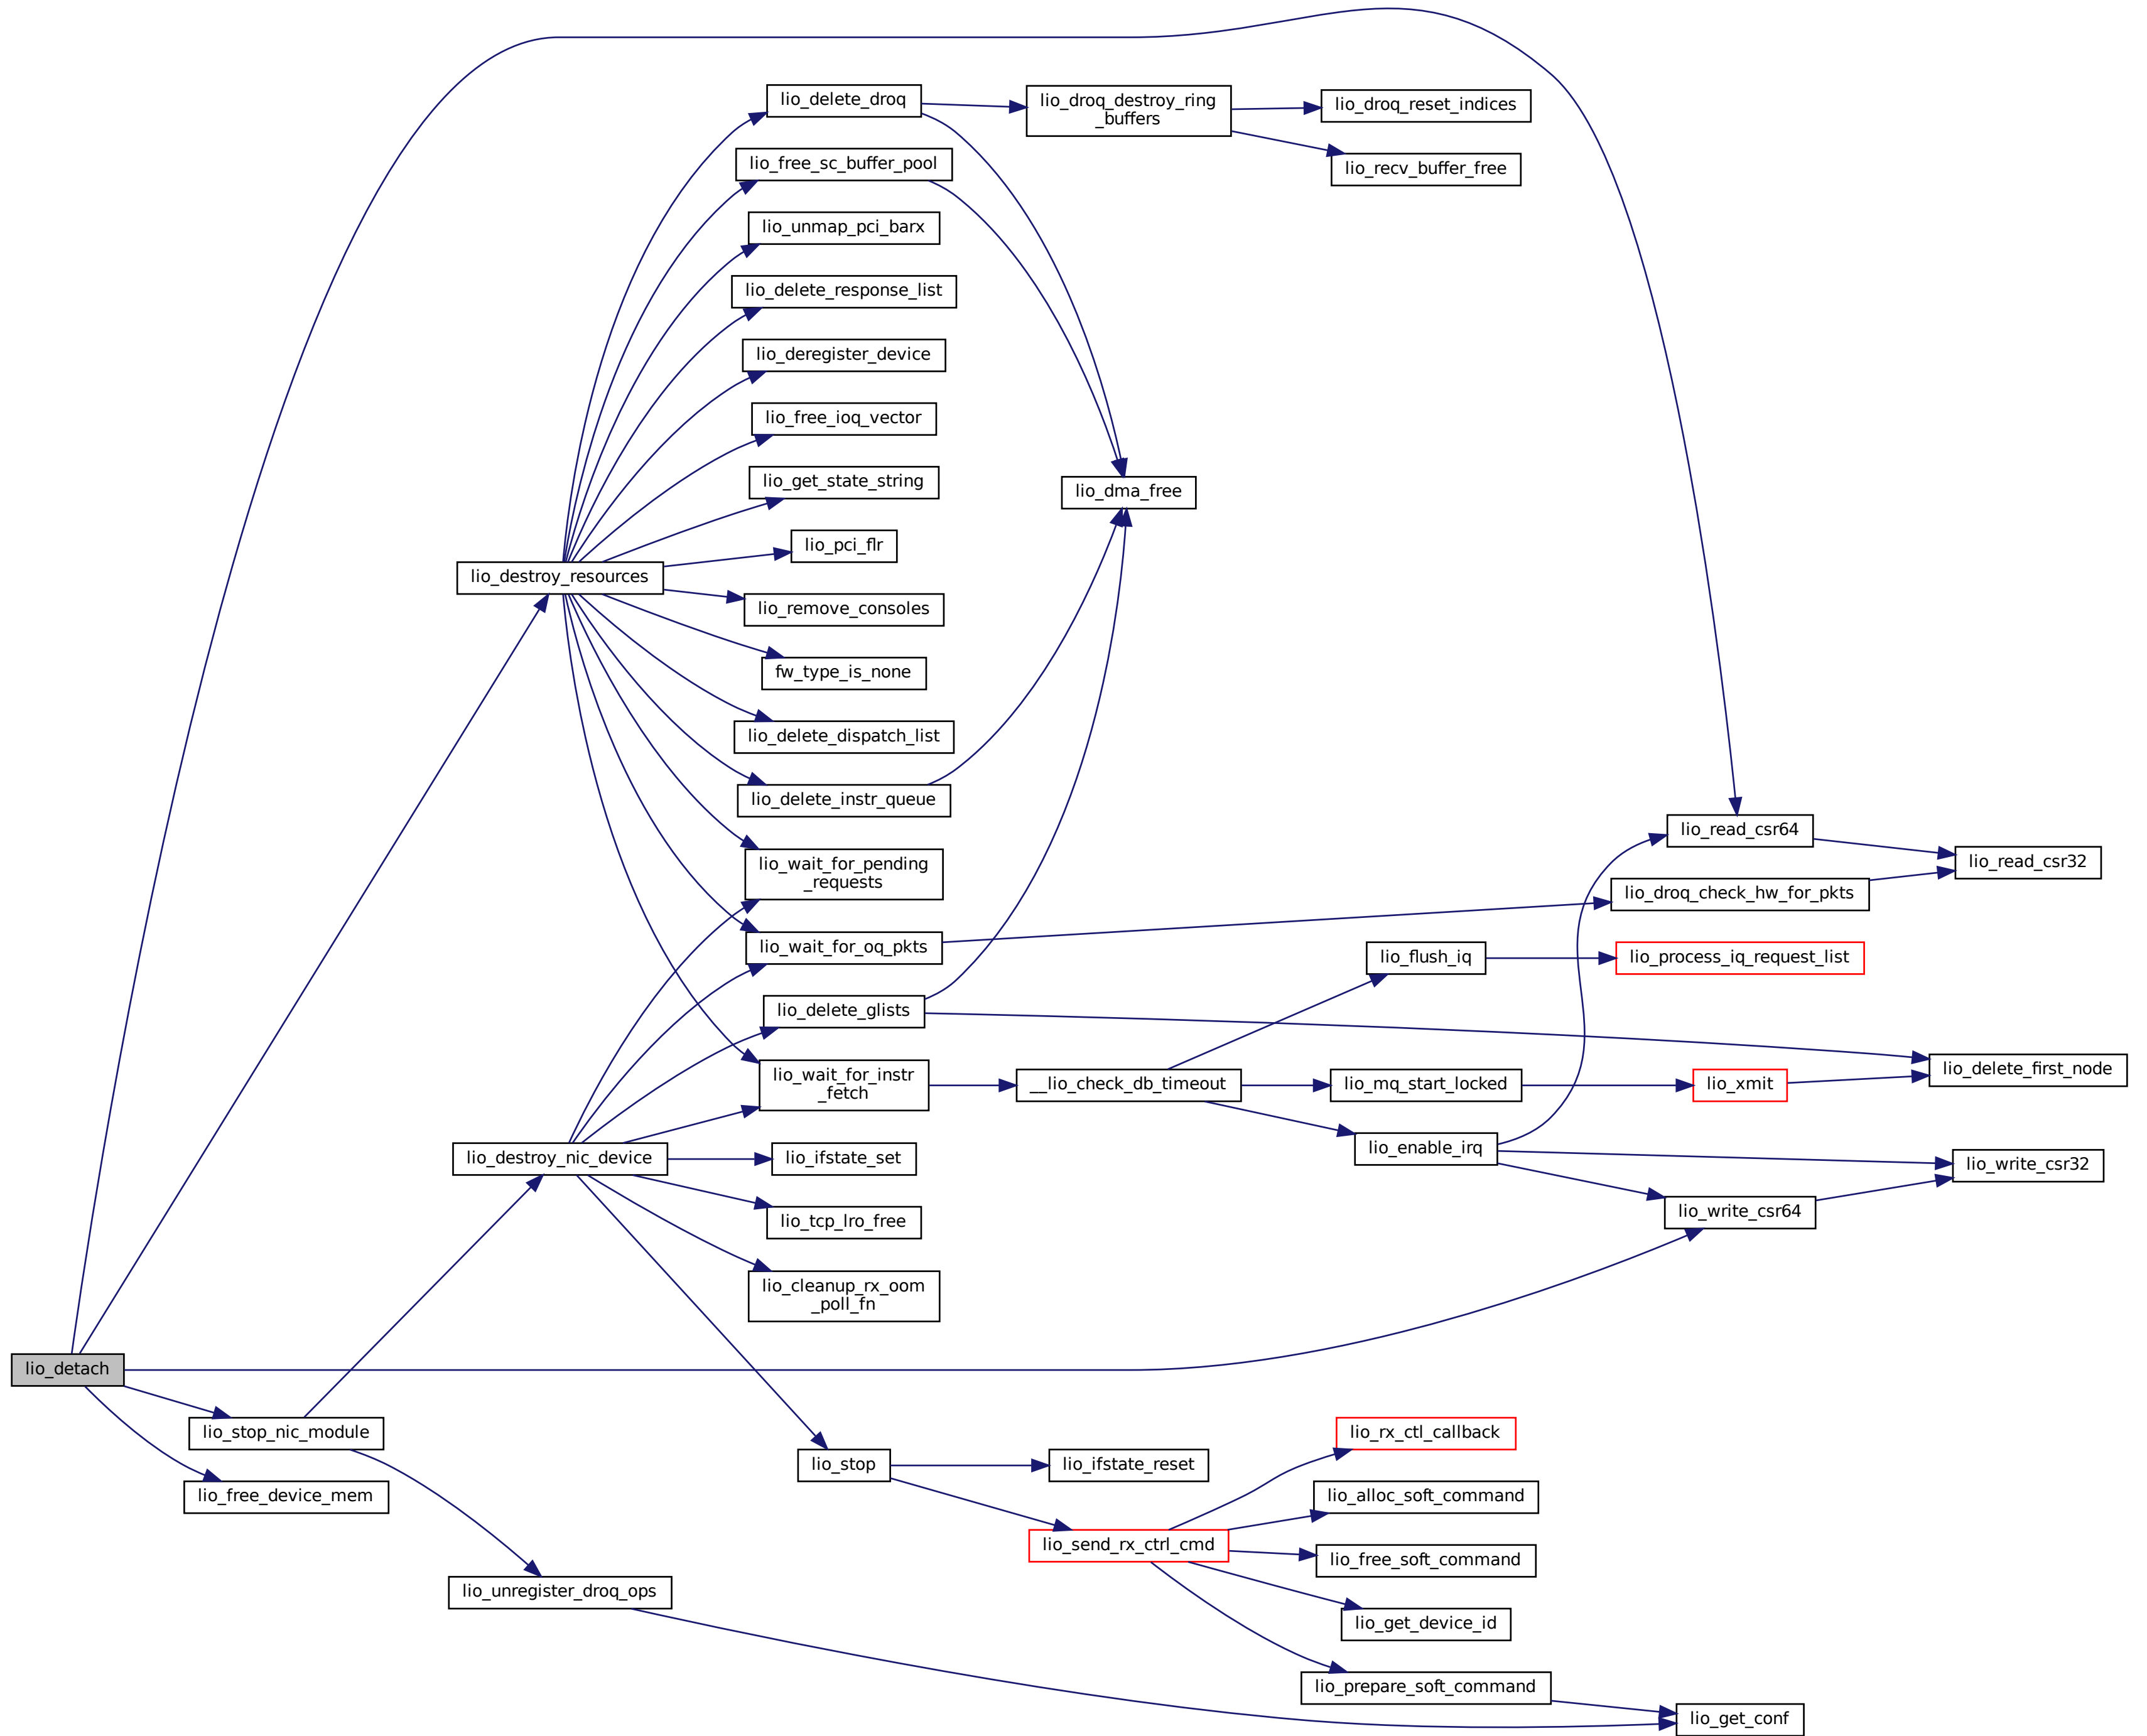 lio_delete_droq
lio_droq_destroy_ring
_buffers
lio_droq_reset_indices
lio_free_sc_buffer_pool
lio_recv_buffer_free
lio_unmap_pci_barx
lio_delete_response_list
lio_deregister_device
lio_free_ioq_vector
lio_get_state_string
lio_dma_free
lio_pci_flr
lio_destroy_resources
lio_remove_consoles
fw_type_is_none
lio_delete_dispatch_list
lio_delete_instr_queue
lio_read_csr64
lio_read_csr32
lio_wait_for_pending
_requests
lio_droq_check_hw_for_pkts
lio_wait_for_oq_pkts
lio_flush_iq
lio_process_iq_request_list
lio_delete_glists
lio_delete_first_node
lio_wait_for_instr
_fetch
__lio_check_db_timeout
lio_mq_start_locked
lio_xmit
lio_enable_irq
lio_destroy_nic_device
lio_ifstate_set
lio_write_csr32
lio_tcp_lro_free
lio_write_csr64
lio_cleanup_rx_oom
_poll_fn
lio_detach
lio_stop_nic_module
lio_rx_ctl_callback
lio_stop
lio_ifstate_reset
lio_free_device_mem
lio_alloc_soft_command
lio_send_rx_ctrl_cmd
lio_free_soft_command
lio_unregister_droq_ops
lio_get_device_id
lio_prepare_soft_command
lio_get_conf